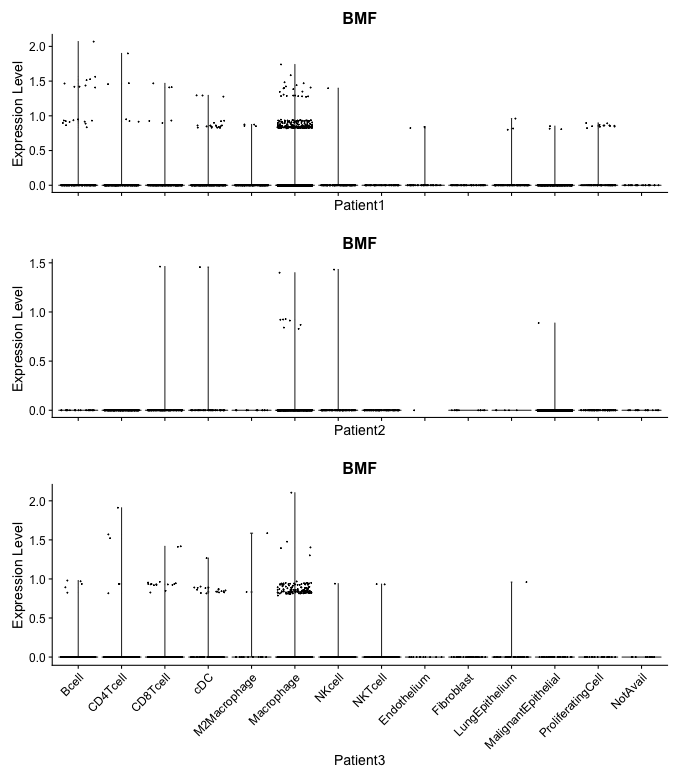 BMF
Expression Level
2.0
1.5
1.0
0.5
0.0
Patient1
BMF
Expression Level
1.5
1.0
0.5
0.0
Patient2
BMF
Expression Level
2.0
1.5
1.0
0.5
0.0
Bcell
CD4Tcell
CD8Tcell
cDC
M2Macrophage
Macrophage
NKcell
NKTcell
Endothelium
Fibroblast
LungEpithelium
MalignantEpithelial
ProliferatingCell
NotAvail
Patient3